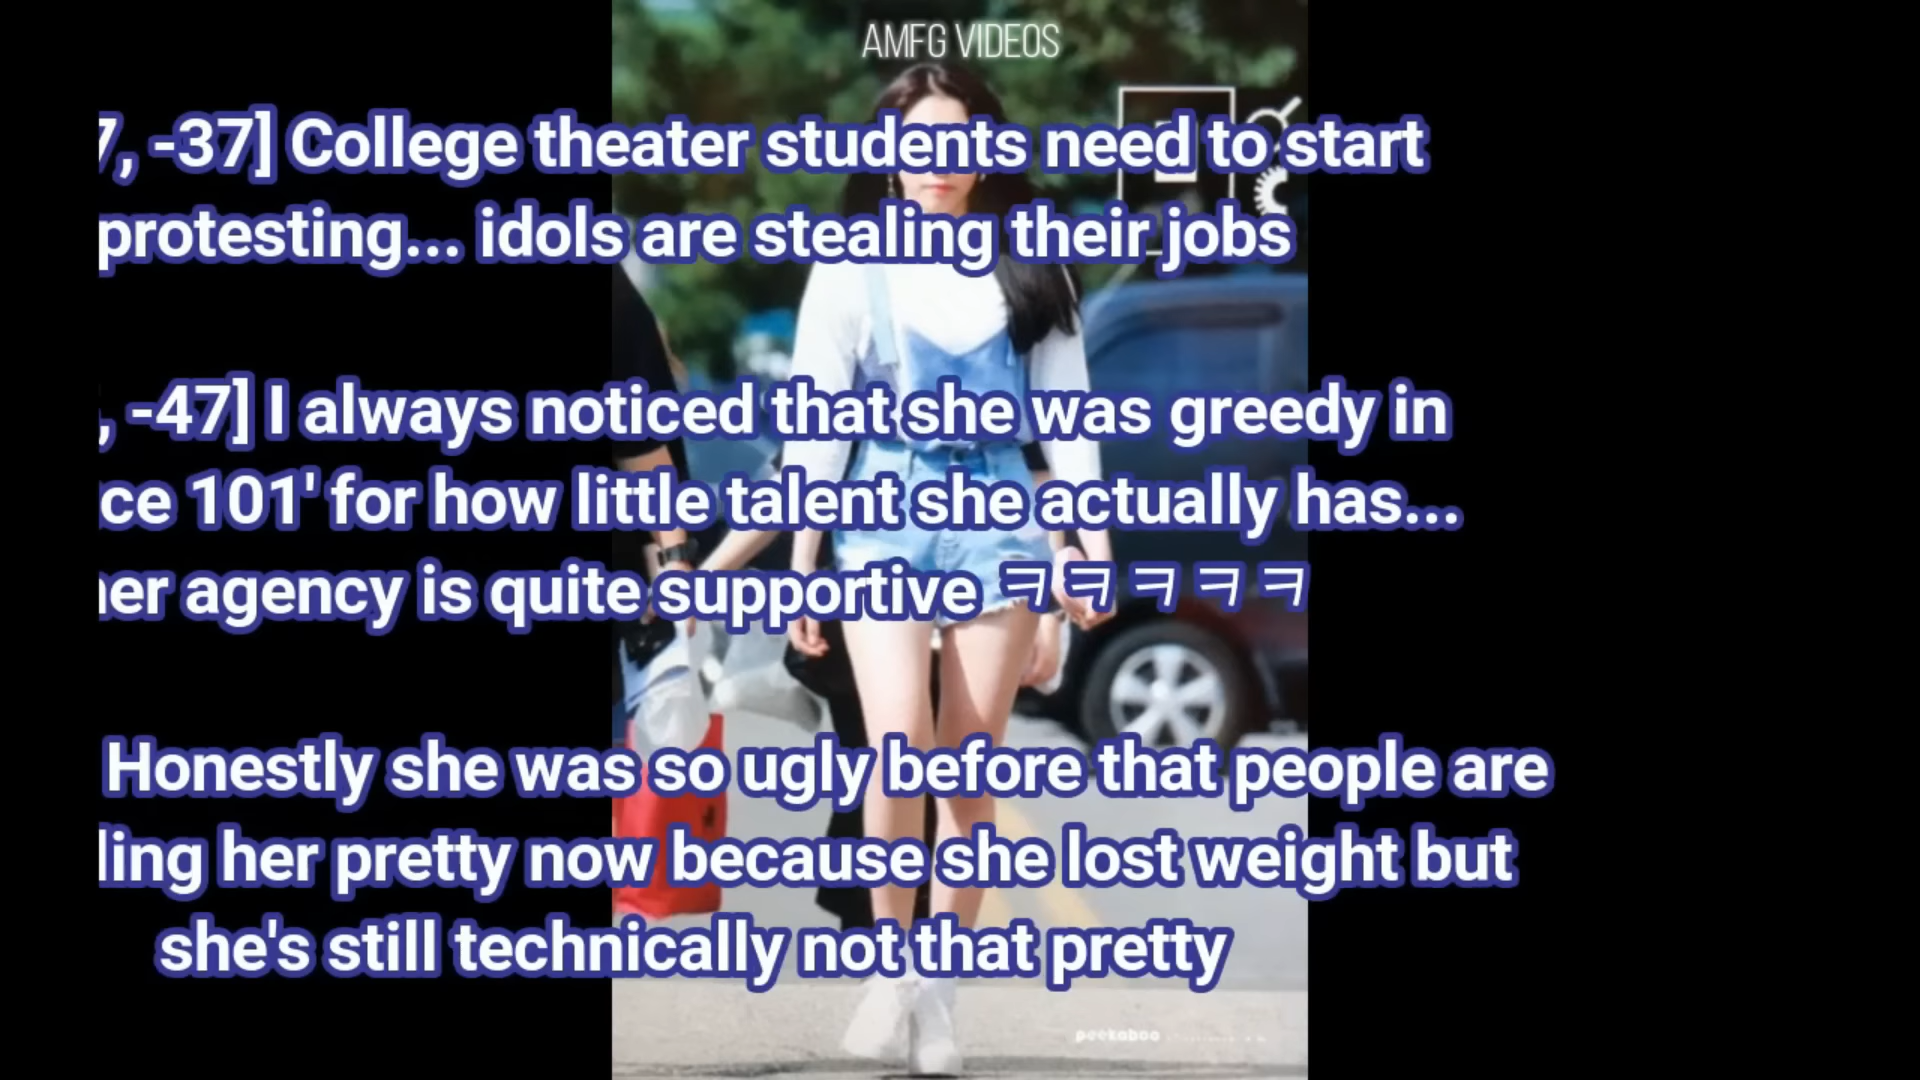 AMFG VIDEOS
7, -37] College theater students need to start
protesting... idols are stealing their jobs
, -47] I always noticed that she was greedy in
ce 101' for how little talent she actually has...
her agency is quite supportive ㅋㅋㅋㅋㅋ
Honestly she was so ugly before that people are
ling her pretty now because she lost weight but
she's still technically not that pretty
peekaboo